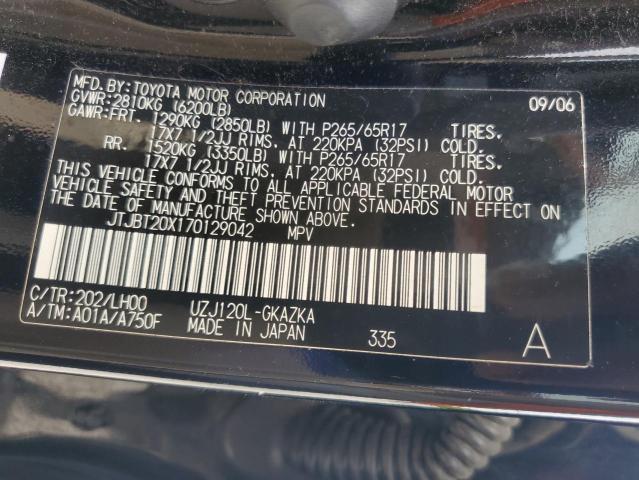 MFD. BY: TOYOTA MOTOR CORPORATION 09/06
GVWR: 2810KG (6200LB)
GAWR: FRT. 1290KG (2850LB) WITH P265/65R17 TIRES,
17X7 1/2JJ RIMS, AT 220KPA (32PSI) COLD.
RR. 1520KG (3350LB) WITH P265/65R17 TIRES,
17X7 1/2JJ RIMS, AT 220KPA (32PSI) COLD.
THIS VEHICLE CONFORMS TO ALL APPLICABLE FEDERAL MOTOR
VEHICLE SAFETY AND THEFT PREVENTION STANDARDS IN EFFECT ON
THE DATE OF MANUFACTURE SHOWN ABOVE.
JTJBT20X170129042 MPV
C/TR: 202/LH00 UZJ120L-GKAZKA
A/TM: A01A/A750F MADE IN JAPAN 335 A